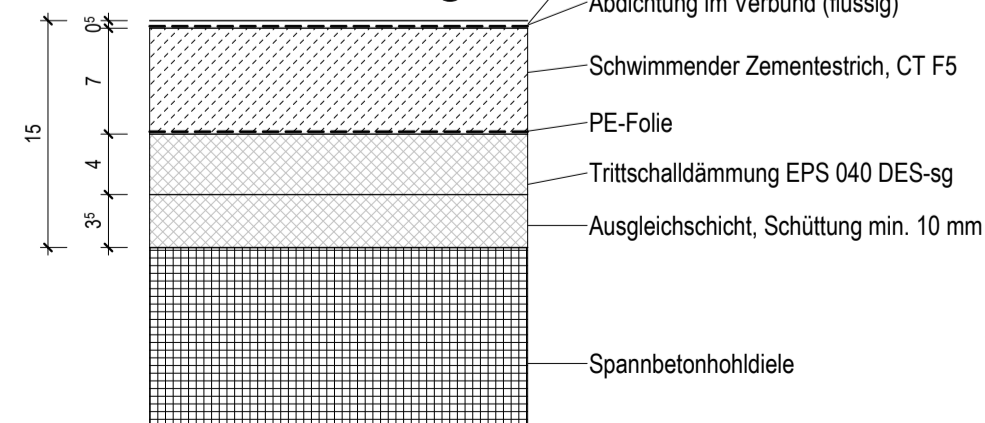 Abdichtung im Verbund (flüssig)
0⁵
Schwimmender Zementestrich, CT F5
7
PE-Folie
15
4
Trittschalldämmung EPS 040 DES-sg
3⁵
Ausgleichschicht, Schüttung min. 10 mm
Spannbetonhohldiele